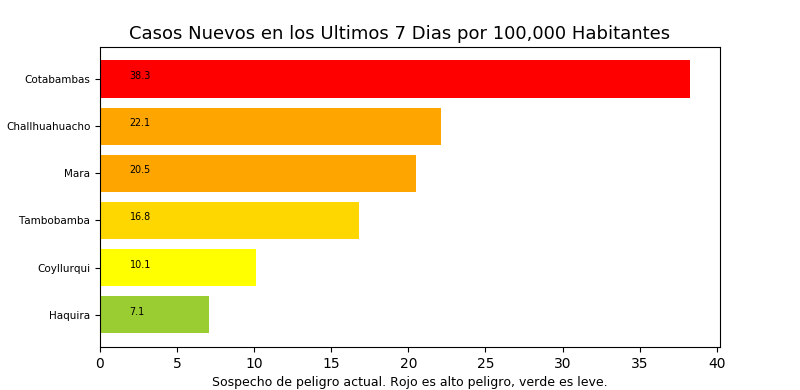 Casos Nuevos en los Ultimos 7 Dias por 100,000 Habitantes
Cotabambas 38.3
Challhuahuacho 22.1
Mara 20.5
Tambobamba 16.8
Coyllurqui 10.1
Haquira 7.1
0 5 10 15 20 25 30 35 40
Sospecho de peligro actual. Rojo es alto peligro, verde es leve.